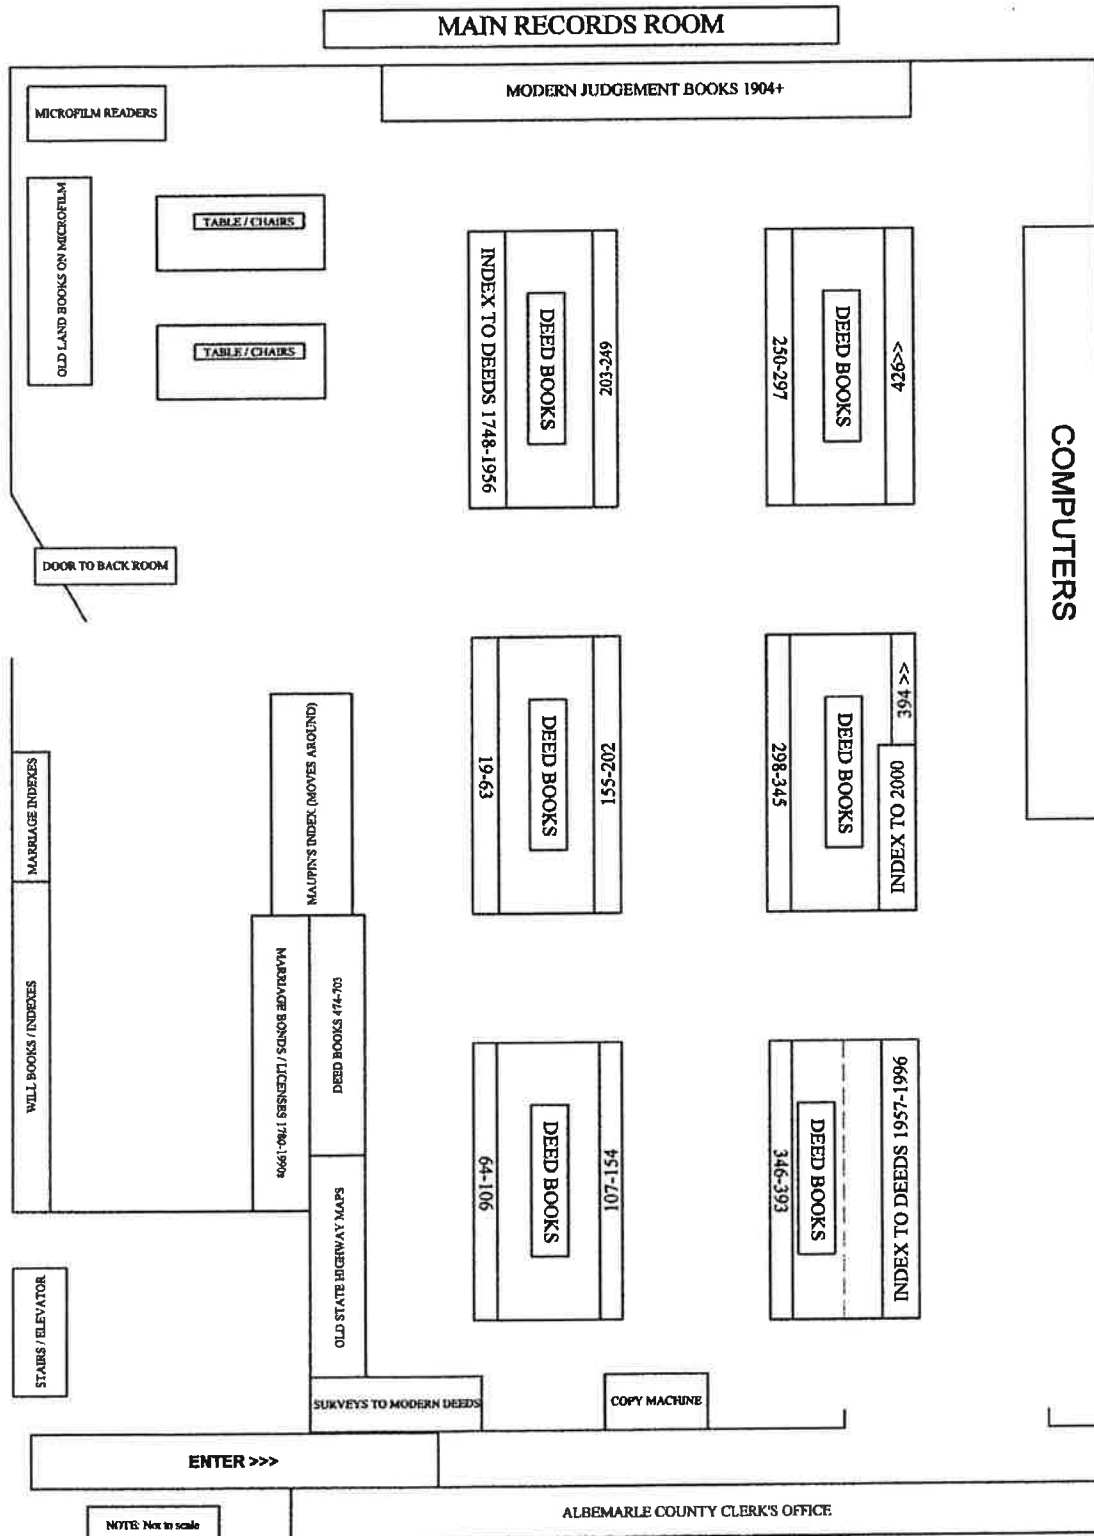 MAIN RECORDS ROOM
MODERN JUDGEMENT BOOKS 1904+
MICROFILM READERS
OLD LAND BOOKS ON MICROFILM
TABLE / CHAIRS
TABLE / CHAIRS
INDEX TO DEEDS 1748-1956
DEED BOOKS
203-249
250-297
DEED BOOKS
426>>
COMPUTERS
DOOR TO BACK ROOM
MARRIAGE INDEXES
WILL BOOKS / INDEXES
MAUPIN'S INDEX (MOVES AROUND)
MARRIAGE BONDS / LICENSES 1780-1990s
DEED BOOKS 474-703
OLD STATE HIGHWAY MAPS
19-63
DEED BOOKS
155-202
298-345
DEED BOOKS
394 >>
INDEX TO 2000
64-106
DEED BOOKS
107-154
346-393
DEED BOOKS
INDEX TO DEEDS 1957-1996
STAIRS / ELEVATOR
SURVEYS TO MODERN DEEDS
COPY MACHINE
ENTER >>>
ALBEMARLE COUNTY CLERK'S OFFICE
NOTE: Not to scale